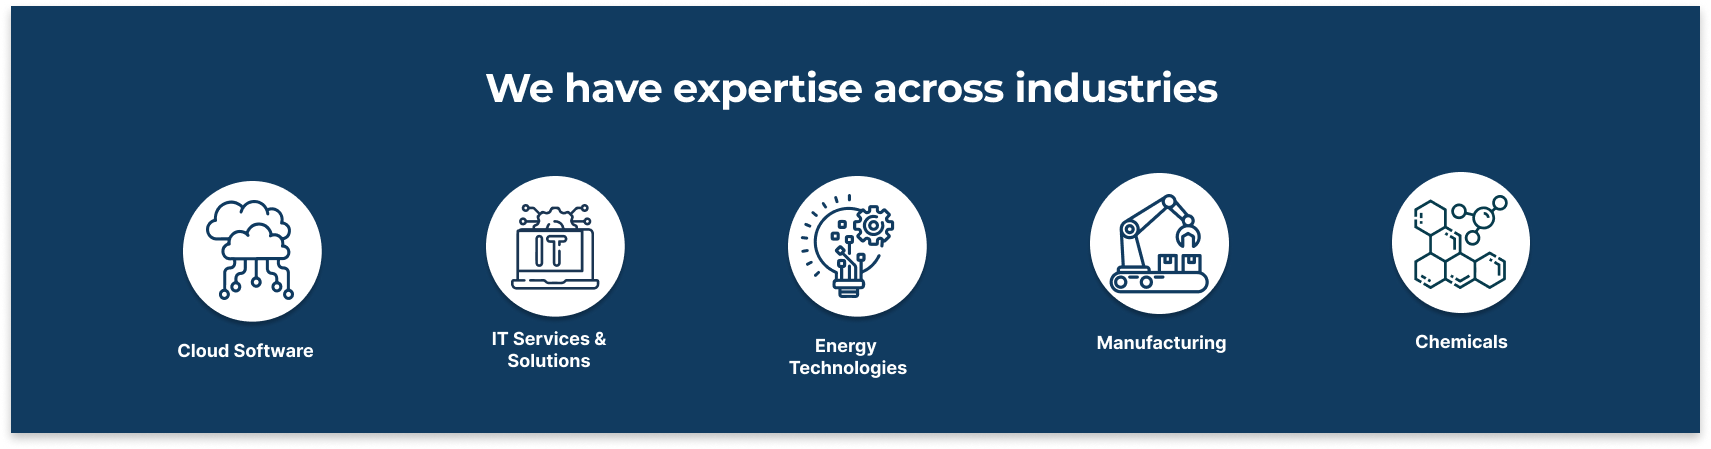 We have expertise across industries
IT
Cloud Software
IT Services &
Solutions
Energy
Technologies
Manufacturing
Chemicals